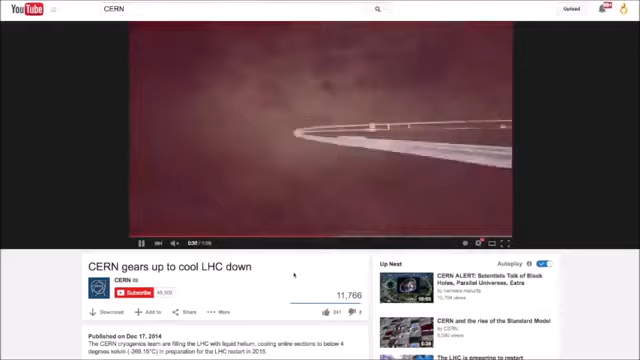 YouTube
CERN
Upload
CERN gears up to cool LHC down
CERN
Subscribe
11,766
Download
Add to
Share
More
241
Published on Dec 17, 2014
The CERN cryogenics team are filling the LHC with liquid helium, cooling entire sections to below 4
degrees kelvin (-269.15°C) in preparation for the LHC restart in 2015.
Up Next
Autoplay
CERN ALERT: Scientists Talk of Black
Holes, Parallel Universes, Extra
10,704 views
CERN and the rise of the Standard Model
by CERN
The LHC is preparing to restart